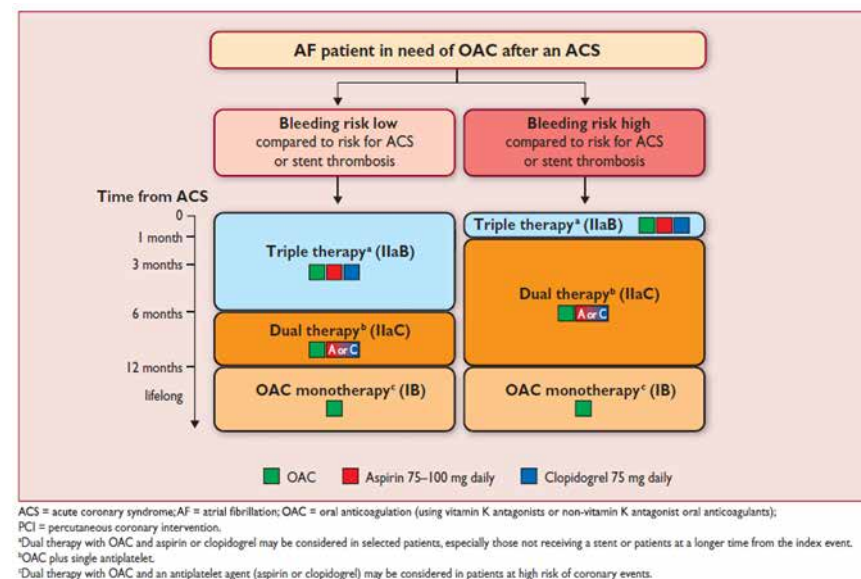 AF patient in need of OAC after an ACS
Bleeding risk low
compared to risk for ACS
or stent thrombosis
Bleeding risk high
compared to risk for ACS
or stent thrombosis
Time from ACS
0
1 month
3 months
6 months
12 months
lifelong
Triple therapyᵃ (IIaB)
Dual therapyᵇ (IIaC)
A or C
OAC monotherapyᶜ (IB)
Triple therapyᵃ (IIaB)
Dual therapyᵇ (IIaC)
A or C
OAC monotherapyᶜ (IB)
OAC Aspirin 75–100 mg daily Clopidogrel 75 mg daily
ACS = acute coronary syndrome; AF = atrial fibrillation; OAC = oral anticoagulation (using vitamin K antagonists or non-vitamin K antagonist oral anticoagulants);
PCI = percutaneous coronary intervention.
ᵃDual therapy with OAC and aspirin or clopidogrel may be considered in selected patients, especially those not receiving a stent or patients at a longer time from the index event.
ᵇOAC plus single antiplatelet.
ᶜDual therapy with OAC and an antiplatelet agent (aspirin or clopidogrel) may be considered in patients at high risk of coronary events.